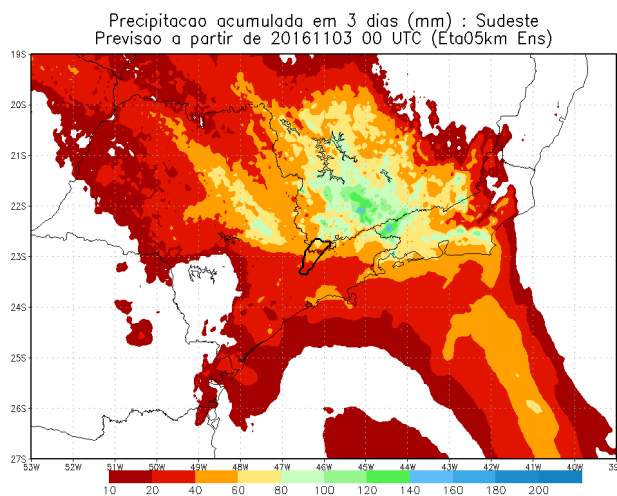 Precipitacao acumulada em 3 dias (mm) : Sudeste
Previsao a partir de 20161103 00 UTC (Eta05km Ens)
19S
20S
21S
22S
23S
24S
25S
26S
27S
53W 52W 51W 50W 49W 48W 47W 46W 45W 44W 43W 42W 41W 40W 39W
10 20 40 60 80 100 120 140 160 180 200